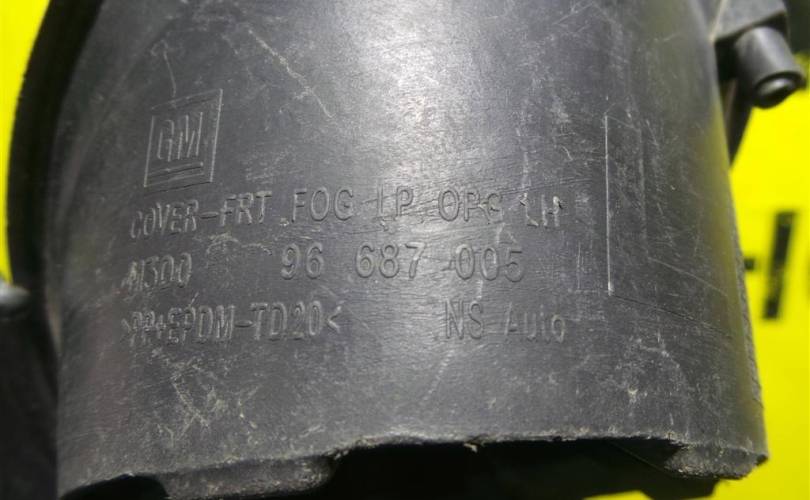 GM
COVER-FRT FOG LP OPG LH
M300 96 687 005
>PP+EPDM-TD20< NS Auto